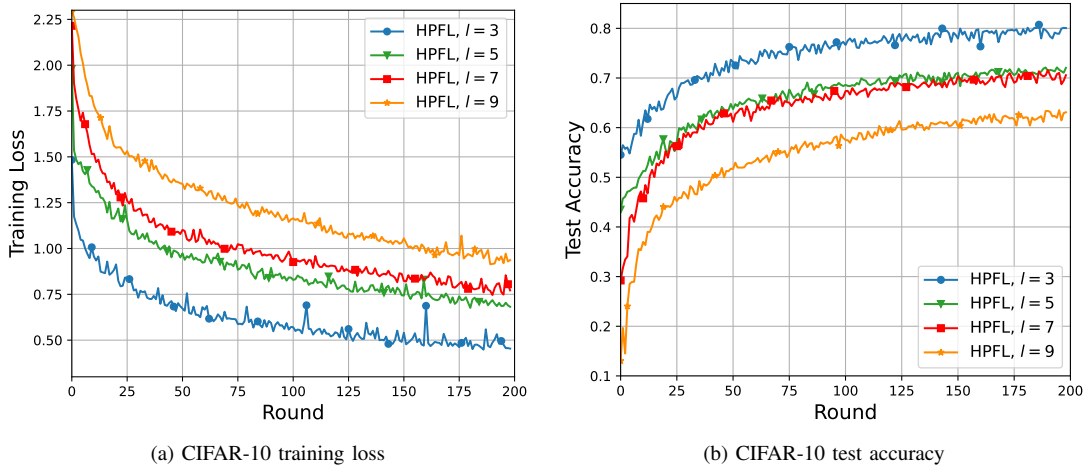 2.25
2.00
1.75
1.50
1.25
1.00
0.75
0.50
0
25
50
75
100
125
150
175
200
Training Loss
Round
HPFL, l = 3
HPFL, l = 5
HPFL, l = 7
HPFL, l = 9
(a) CIFAR-10 training loss
0.8
0.7
0.6
0.5
0.4
0.3
0.2
0.1
0
25
50
75
100
125
150
175
200
Test Accuracy
Round
HPFL, l = 3
HPFL, l = 5
HPFL, l = 7
HPFL, l = 9
(b) CIFAR-10 test accuracy